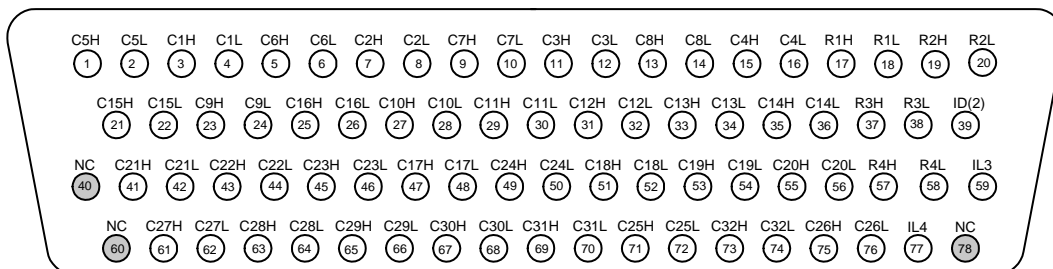 C5H C5L C1H C1L C6H C6L C2H C2L C7H C7L C3H C3L C8H C8L C4H C4L R1H R1L R2H R2L
1 2 3 4 5 6 7 8 9 10 11 12 13 14 15 16 17 18 19 20
C15H C15L C9H C9L C16H C16L C10H C10L C11H C11L C12H C12L C13H C13L C14H C14L R3H R3L ID(2)
21 22 23 24 25 26 27 28 29 30 31 32 33 34 35 36 37 38 39
NC C21H C21L C22H C22L C23H C23L C17H C17L C24H C24L C18H C18L C19H C19L C20H C20L R4H R4L IL3
40 41 42 43 44 45 46 47 48 49 50 51 52 53 54 55 56 57 58 59
NC C27H C27L C28H C28L C29H C29L C30H C30L C31H C31L C25H C25L C32H C32L C26H C26L IL4 NC
60 61 62 63 64 65 66 67 68 69 70 71 72 73 74 75 76 77 78